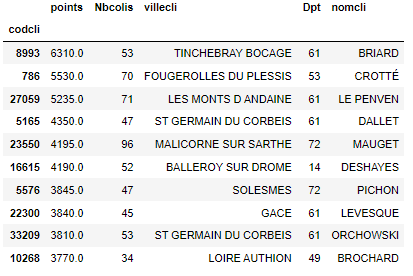 points Nbcolis villecli Dpt nomcli
codcli
8993 6310.0 53 TINCHEBRAY BOCAGE 61 BRIARD
786 5530.0 70 FOUGEROLLES DU PLESSIS 53 CROTTÉ
27059 5235.0 71 LES MONTS D ANDAINE 61 LE PENVEN
5165 4350.0 47 ST GERMAIN DU CORBEIS 61 DALLET
23550 4195.0 96 MALICORNE SUR SARTHE 72 MAUGET
16615 4190.0 52 BALLEROY SUR DROME 14 DESHAYES
5576 3845.0 47 SOLESMES 72 PICHON
22300 3840.0 45 GACE 61 LEVESQUE
33209 3810.0 53 ST GERMAIN DU CORBEIS 61 ORCHOWSKI
10268 3770.0 34 LOIRE AUTHION 49 BROCHARD